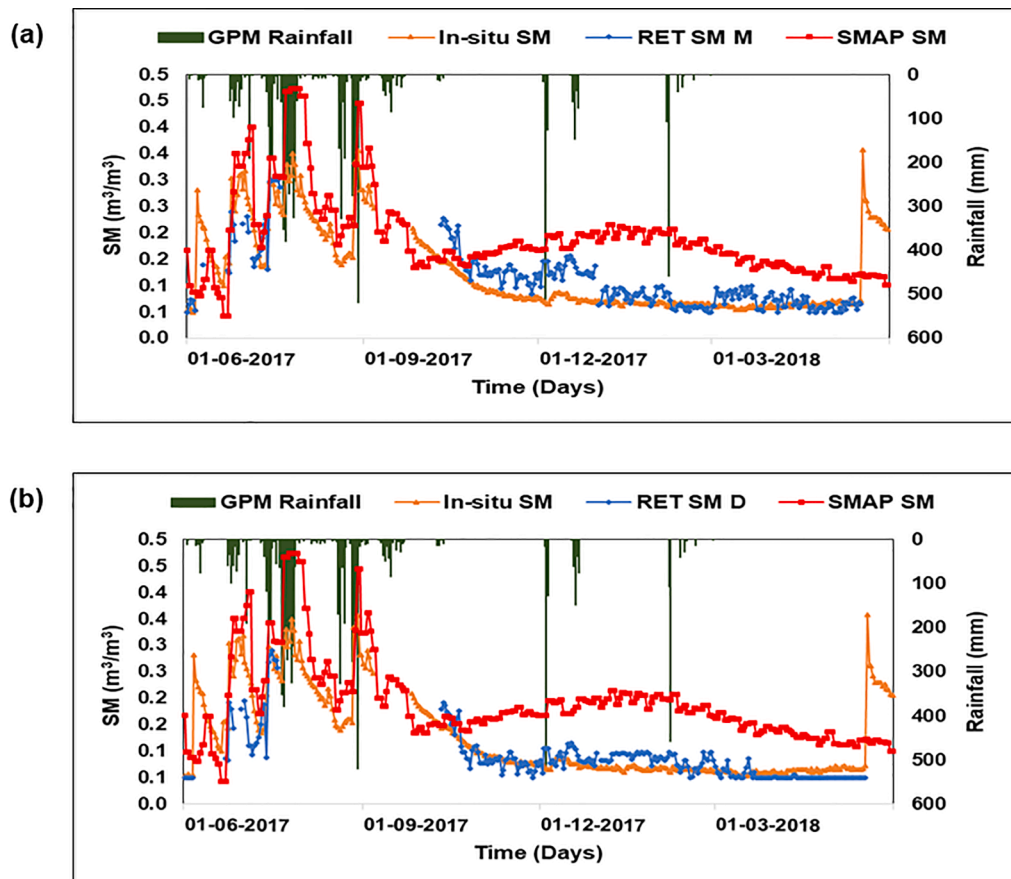 (a)
GPM Rainfall In-situ SM RET SM M SMAP SM
0.5 0
0.5 100
0.4
0.4 200
0.3
0.3 300
0.2
0.2 400
0.1
0.1 500
0.0 600
SM (m³/m³)
Rainfall (mm)
01-06-2017 01-09-2017 01-12-2017 01-03-2018
Time (Days)
(b)
GPM Rainfall In-situ SM RET SM D SMAP SM
0.5 0
0.5 100
0.4
0.4 200
0.3
0.3 300
0.2
0.2 400
0.1
0.1 500
0.0 600
SM (m³/m³)
Rainfall (mm)
01-06-2017 01-09-2017 01-12-2017 01-03-2018
Time (Days)